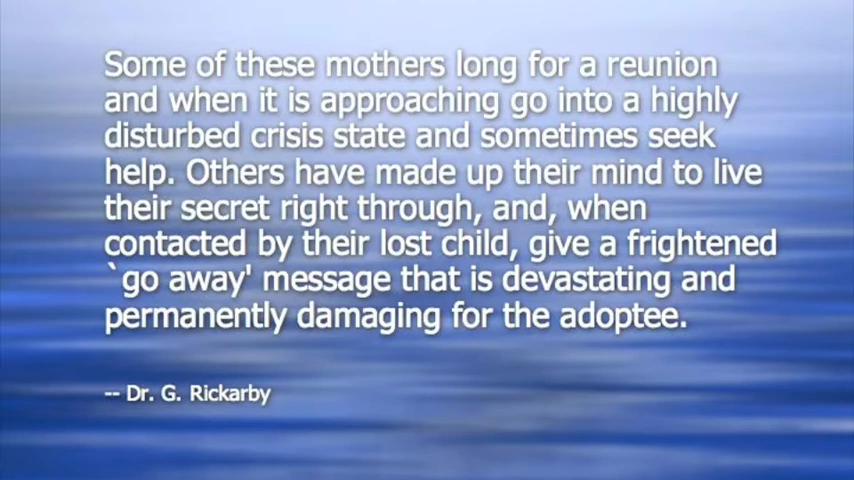 Some of these mothers long for a reunion
and when it is approaching go into a highly
disturbed crisis state and sometimes seek
help. Others have made up their mind to live
their secret right through, and, when
contacted by their lost child, give a frightened
`go away' message that is devastating and
permanently damaging for the adoptee.
-- Dr. G. Rickarby